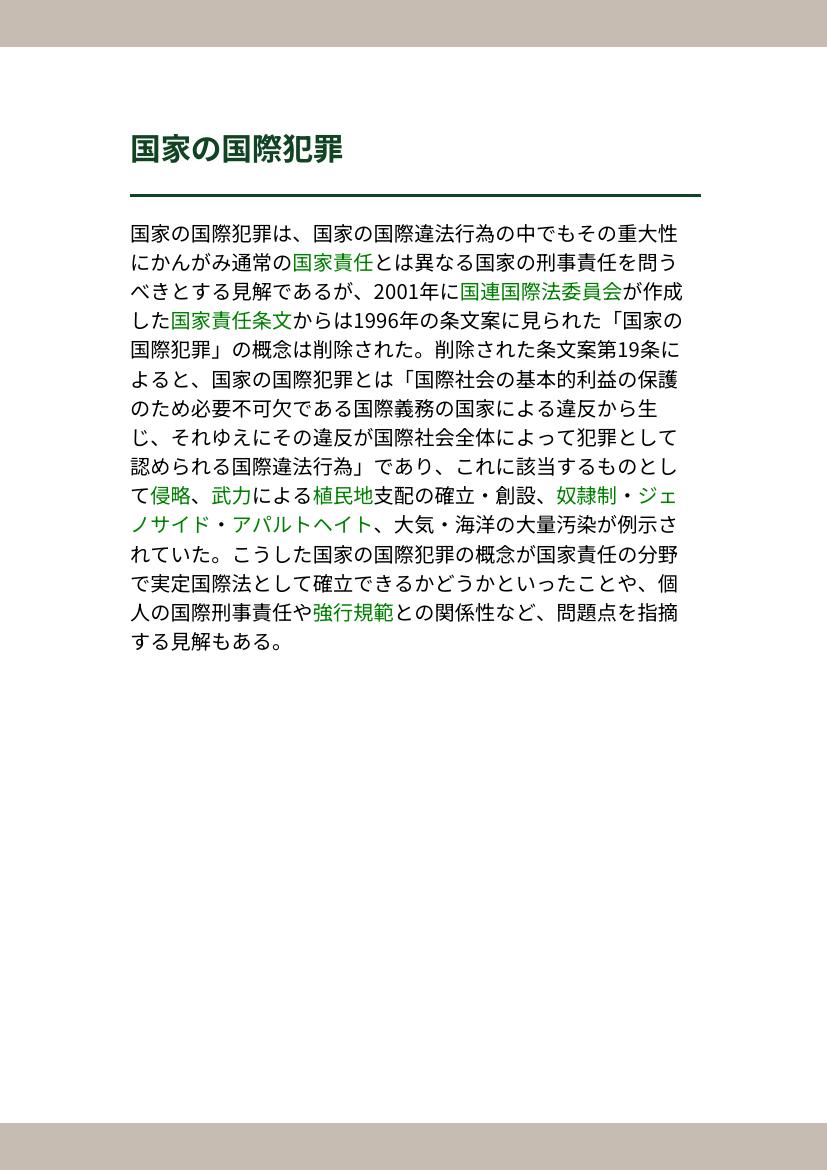 国家の国際犯罪
国家の国際犯罪は、国家の国際違法行為の中でもその重大性
にかんがみ通常の国家責任とは異なる国家の刑事責任を問う
べきとする見解であるが、2001年に国連国際法委員会が作成
した国家責任条文からは1996年の条文案に見られた「国家の
国際犯罪」の概念は削除された。削除された条文案第19条に
よると、国家の国際犯罪とは「国際社会の基本的利益の保護
のため必要不可欠である国際義務の国家による違反から生
じ、それゆえにその違反が国際社会全体によって犯罪として
認められる国際違法行為」であり、これに該当するものとし
て侵略、武力による植民地支配の確立・創設、奴隷制・ジェ
ノサイド・アパルトヘイト、大気・海洋の大量汚染が例示さ
れていた。こうした国家の国際犯罪の概念が国家責任の分野
で実定国際法として確立できるかどうかといったことや、個
人の国際刑事責任や強行規範との関係性など、問題点を指摘
する見解もある。